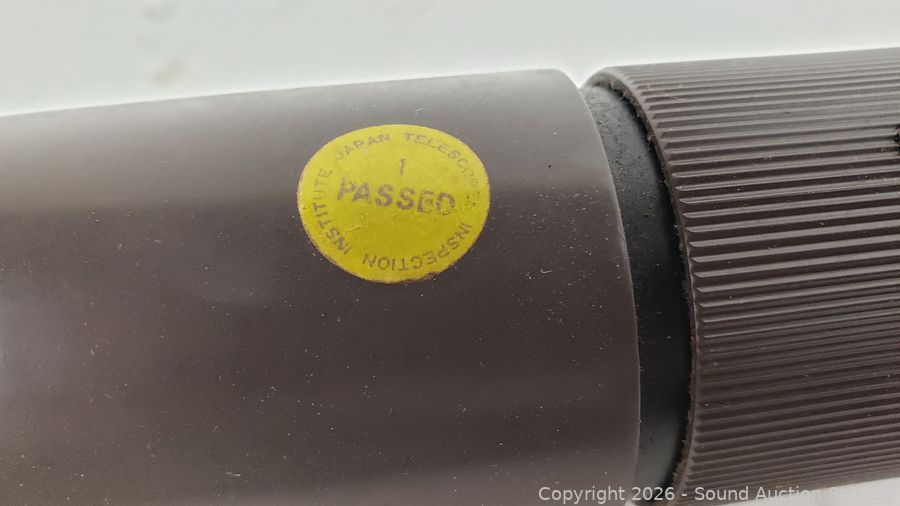 JAPAN TELESCOPES INSPECTION INSTITUTE
1
PASSED
Copyright 2026 - Sound Auction S